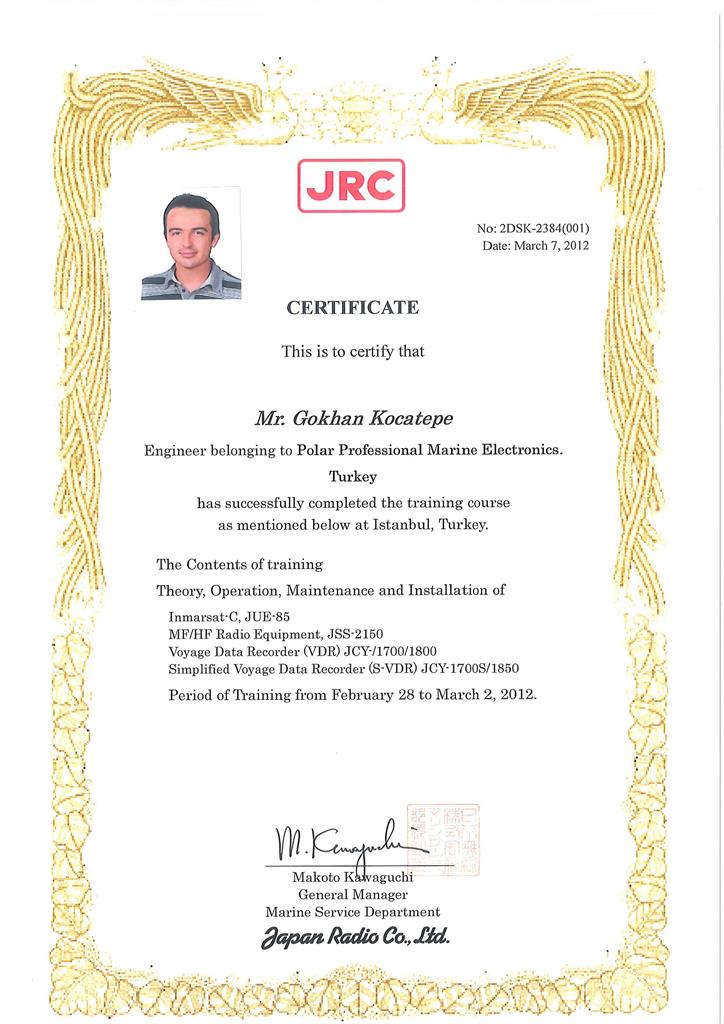 JRC
No: 2DSK-2384(001)
Date: March 7, 2012
CERTIFICATE
This is to certify that
Mr. Gokhan Kocatepe
Engineer belonging to Polar Professional Marine Electronics.
Turkey
has successfully completed the training course
as mentioned below at Istanbul, Turkey.
The Contents of training
Theory, Operation, Maintenance and Installation of
Inmarsat-C, JUE-85
MF/HF Radio Equipment, JSS-2150
Voyage Data Recorder (VDR) JCY-/1700/1800
Simplified Voyage Data Recorder (S-VDR) JCY-1700S/1850
Period of Training from February 28 to March 2, 2012.
M. Kawaguchi
Makoto Kawaguchi
General Manager
Marine Service Department
Japan Radio Co., Ltd.